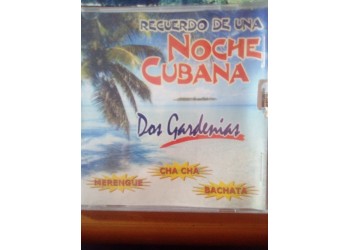 RECUERDO DE UNA
NOCHE
CUBANA
Dos Gardenias
MERENGUE
CHA CHA
BACHATA